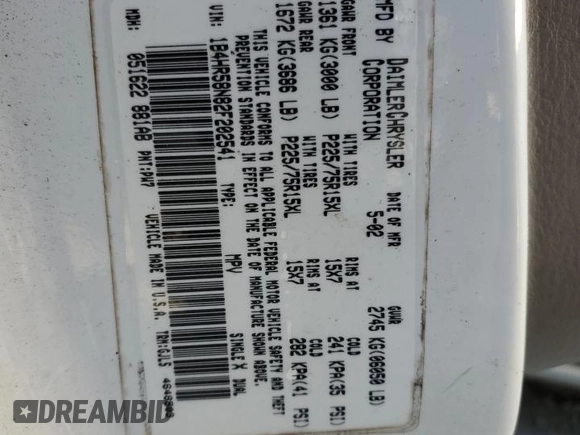 MFD BY DAIMLERCHRYSLER CORPORATION
DATE OF MFR 5-02
GVWR 2745 KG(06050 LB)
GAWR FRONT 1361 KG(3000 LB)
WITH TIRES P225/75R15XL
RIMS AT 15X7
COLD 241 KPA(35 PSI)
GAWR REAR 1672 KG(3686 LB)
WITH TIRES P225/75R15XL
RIMS AT 15X7
COLD 282 KPA(41 PSI)
THIS VEHICLE CONFORMS TO ALL APPLICABLE FEDERAL MOTOR VEHICLE SAFETY AND THEFT
PREVENTION STANDARDS IN EFFECT ON THE DATE OF MANUFACTURE SHOWN ABOVE.
VIN: 1B4HR58N82F202541 TYPE: MPV SINGLE X DUAL
MDH: 051622 881AB PNT:PW7 VEHICLE MADE IN U.S.A. TRM:GJL5
DREAMBID